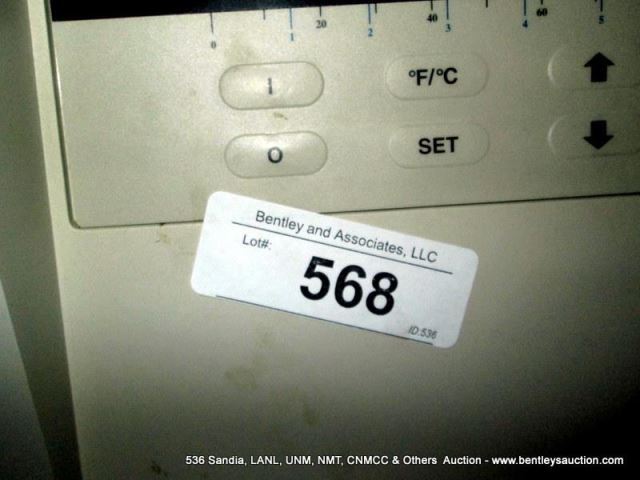 0 1 20 2 40 3 4 60 5
I °F/°C
O SET
Bentley and Associates, LLC
Lot#:
568
ID:536
536 Sandia, LANL, UNM, NMT, CNMCC & Others Auction - www.bentleysauction.com